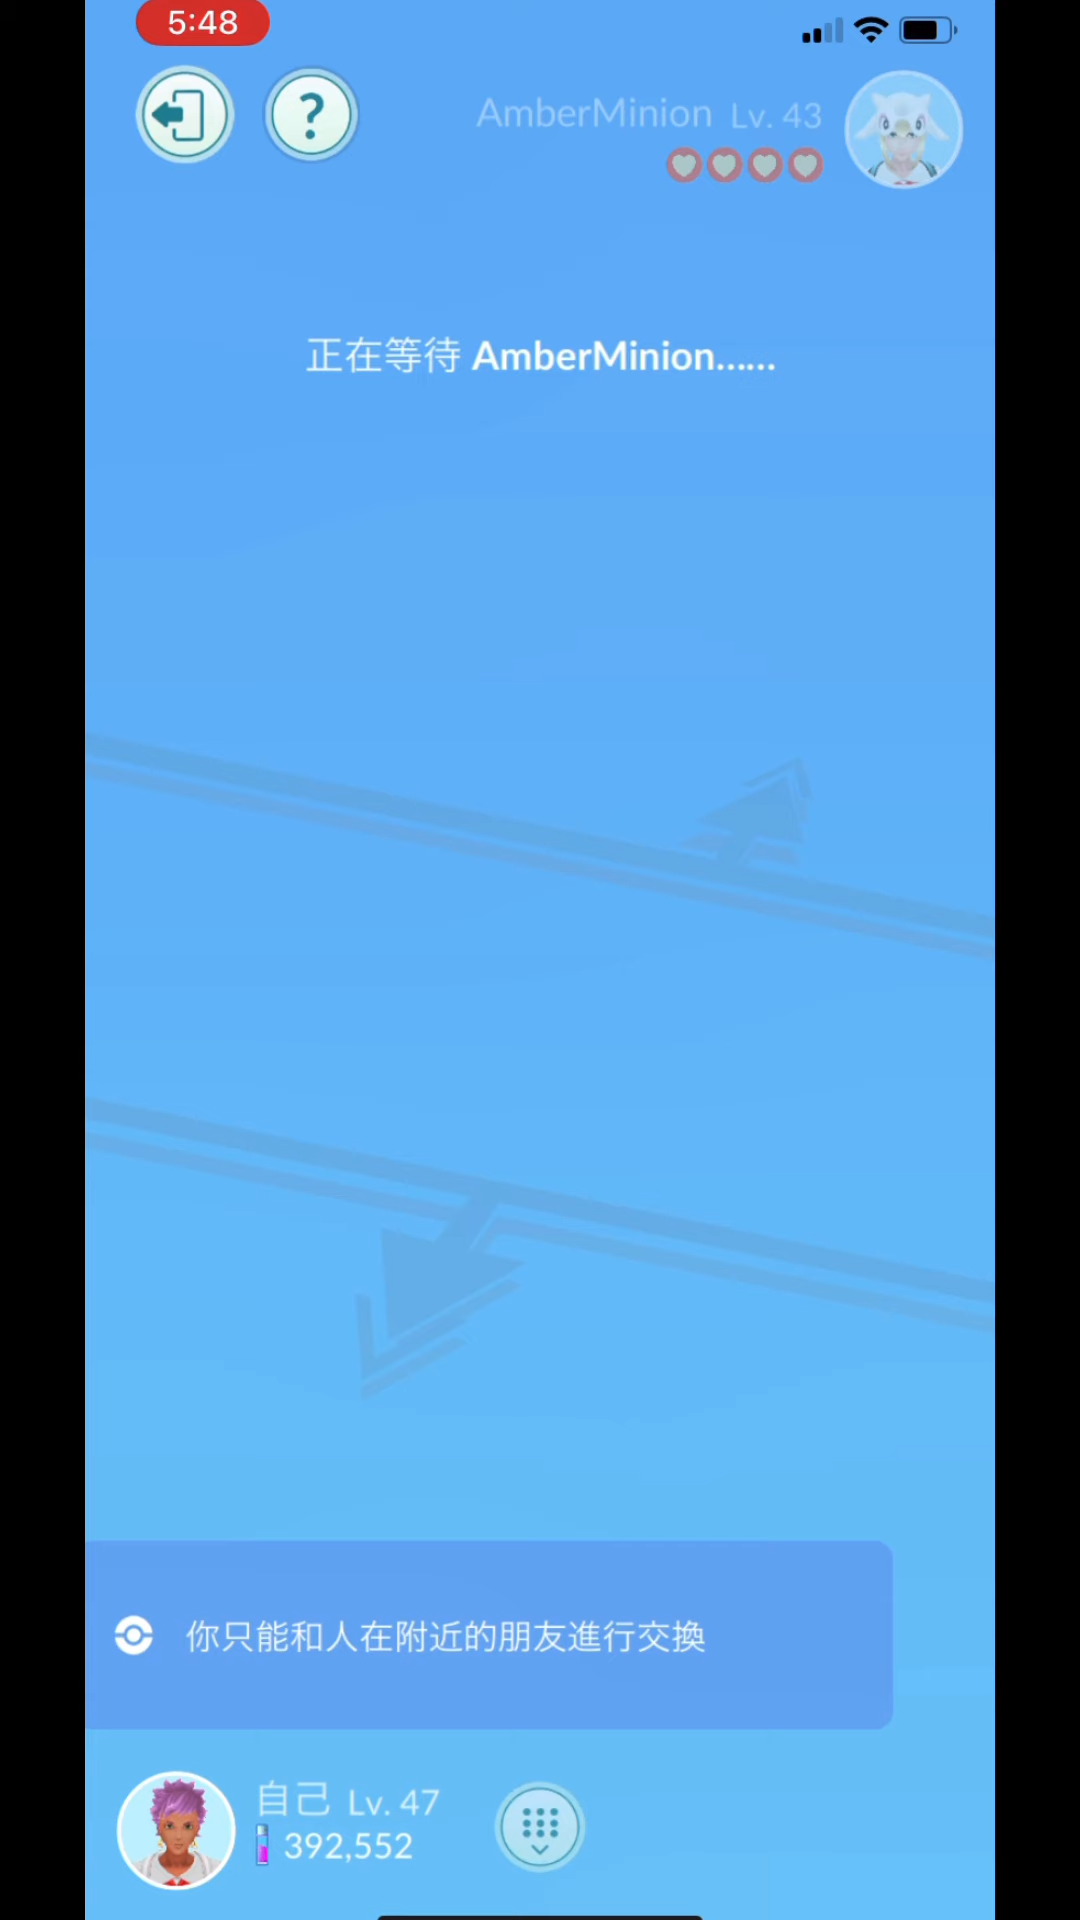 5:48
?
AmberMinion Lv. 43
正在等待 AmberMinion……
你只能和人在附近的朋友進行交換
自己 Lv. 47
392,552